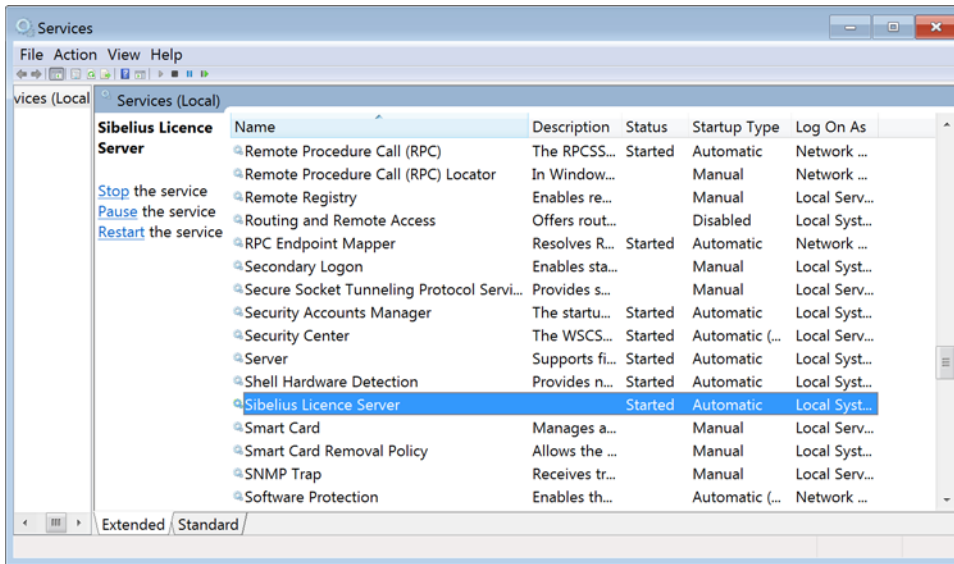 Services
File Action View Help
vices (Local
Services (Local)
Sibelius Licence
Server
Stop the service
Pause the service
Restart the service
Name Description Status Startup Type Log On As
Remote Procedure Call (RPC) The RPCSS... Started Automatic Network ...
Remote Procedure Call (RPC) Locator In Window... Manual Network ...
Remote Registry Enables re... Manual Local Serv...
Routing and Remote Access Offers rout... Disabled Local Syst...
RPC Endpoint Mapper Resolves R... Started Automatic Network ...
Secondary Logon Enables sta... Manual Local Syst...
Secure Socket Tunneling Protocol Servi... Provides s... Manual Local Serv...
Security Accounts Manager The startu... Started Automatic Local Syst...
Security Center The WSCS... Started Automatic (... Local Serv...
Server Supports fi... Started Automatic Local Syst...
Shell Hardware Detection Provides n... Started Automatic Local Syst...
Sibelius Licence Server Started Automatic Local Syst...
Smart Card Manages a... Manual Local Serv...
Smart Card Removal Policy Allows the ... Manual Local Syst...
SNMP Trap Receives tr... Manual Local Serv...
Software Protection Enables th... Automatic (... Network ...
Extended Standard